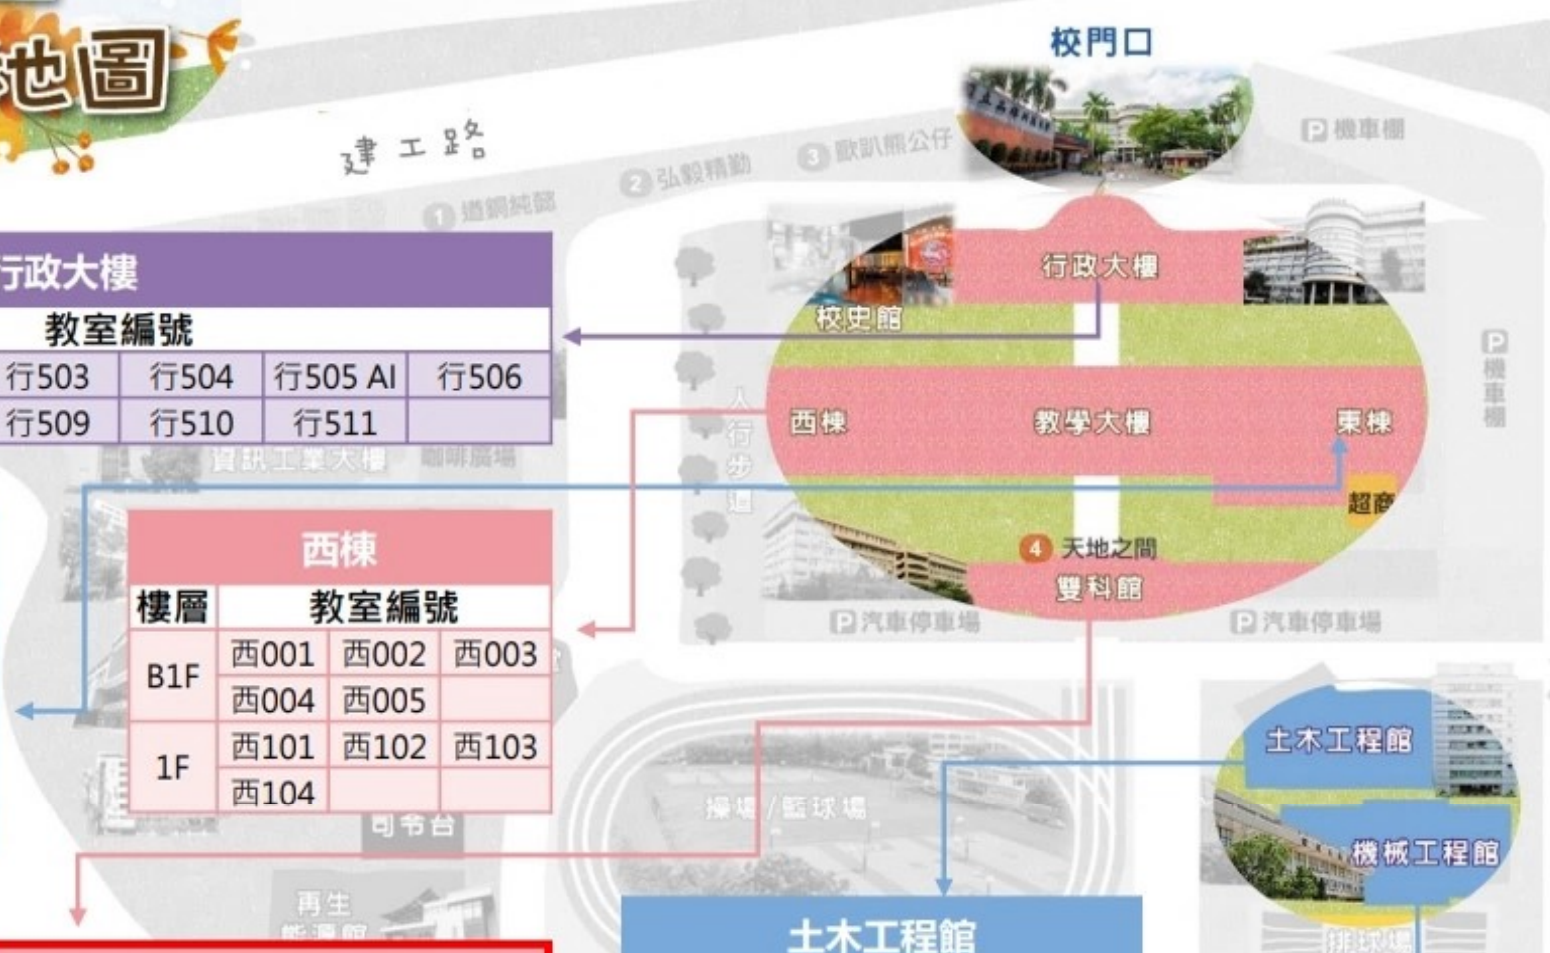 地圖
校門口
建工路
1 道銅純懿
2 弘毅精勤
3 歐趴熊公仔
P 機車棚
行政大樓
教室編號
行503 行504 行505 AI 行506
行509 行510 行511
行政大樓
校史館
西棟 教學大樓 東棟
超商
4 天地之間
雙科館
人行步道
P 機車棚
P 汽車停車場
P 汽車停車場
資訊工業大樓 咖啡廣場
西棟
樓層 教室編號
B1F 西001 西002 西003
西004 西005
1F 西101 西102 西103
西104
司令台
再生
能源館
操場/籃球場
土木工程館
機械工程館
土木工程館
排球場